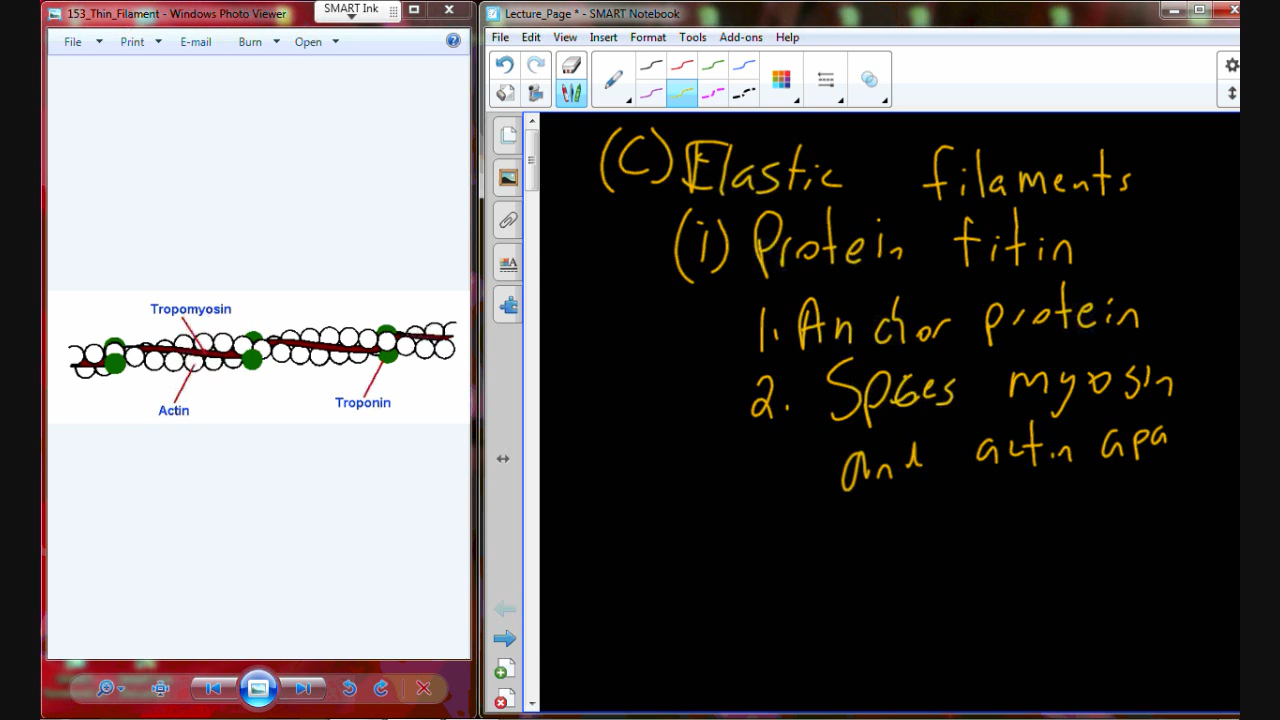 153_Thin_Filament - Windows Photo Viewer
SMART Ink
File Print E-mail Burn Open
Tropomyosin
Actin
Troponin
Lecture_Page * - SMART Notebook
File Edit View Insert Format Tools Add-ons Help
(C) Elastic filaments
(i) Protein titin
1. Anchor protein
2. Spaces myosin
and actin apa